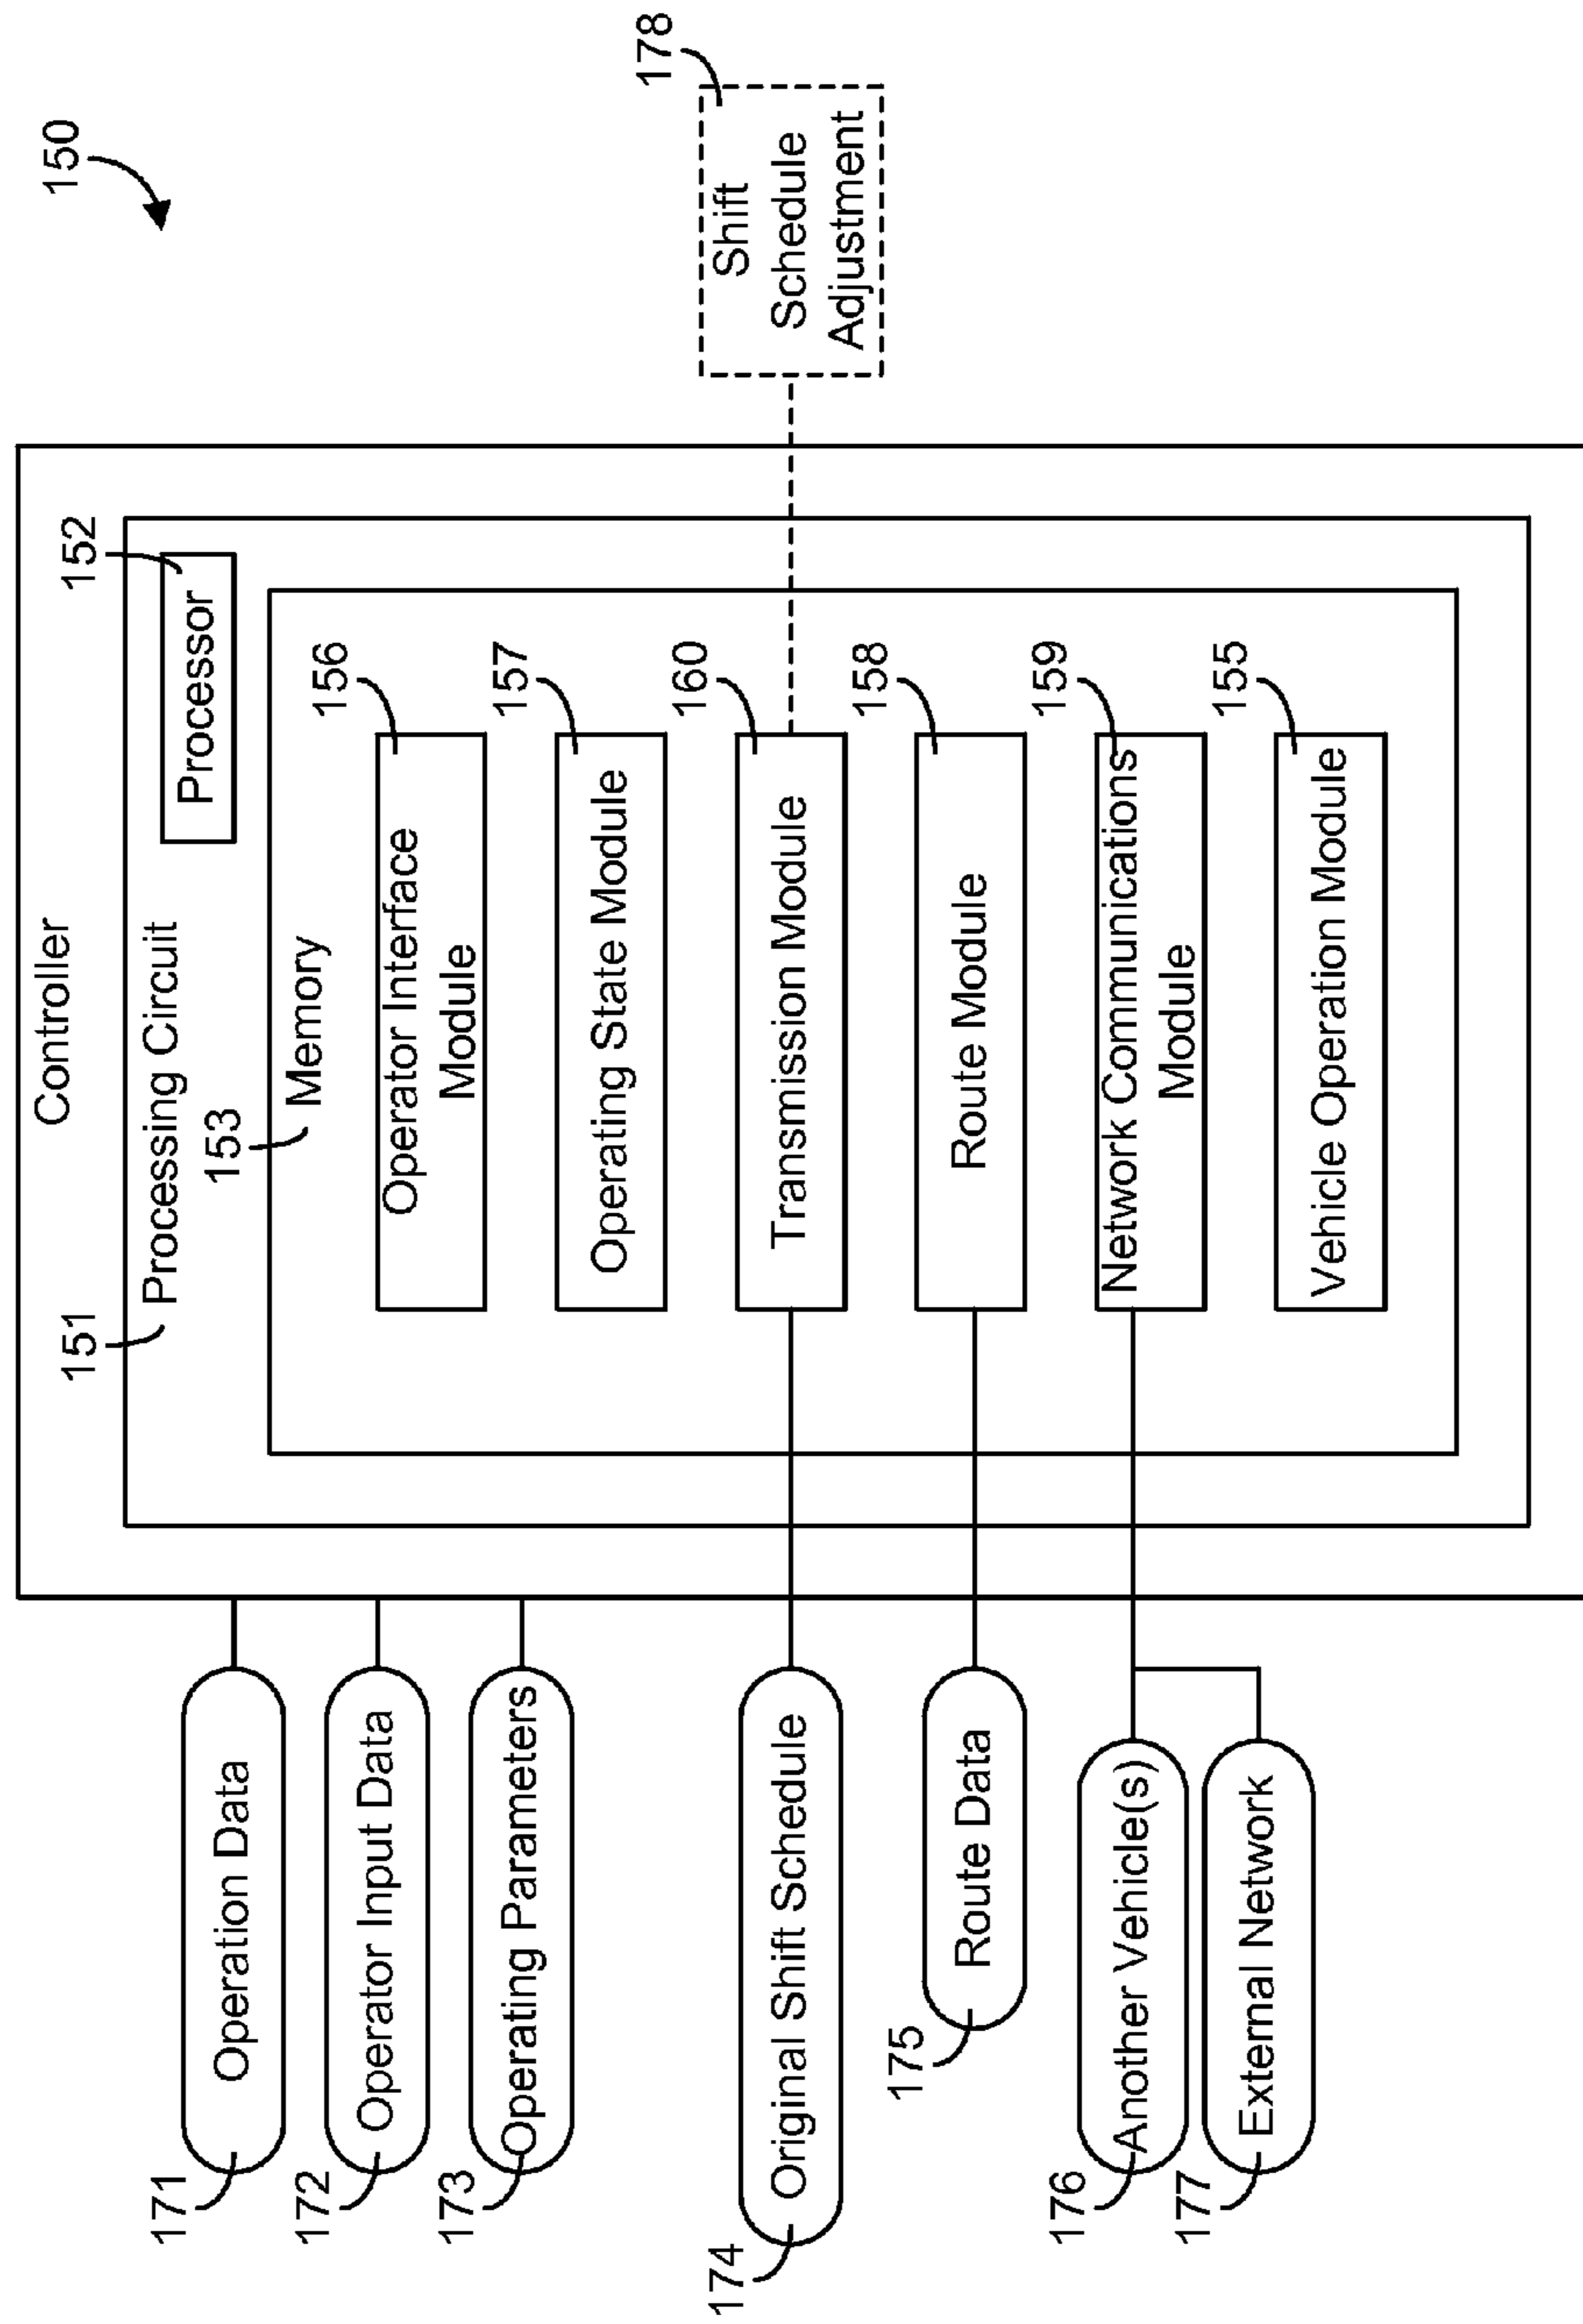 150
Controller
151
Processing Circuit
152
Processor
153
Memory
171
Operation Data
172
Operator Input Data
173
Operating Parameters
156
Operator Interface
Module
157
Operating State Module
174
Original Shift Schedule
160
Transmission Module
178
Shift
Schedule
Adjustment
175
Route Data
158
Route Module
176
Another Vehicle(s)
177
External Network
159
Network Communications
Module
155
Vehicle Operation Module